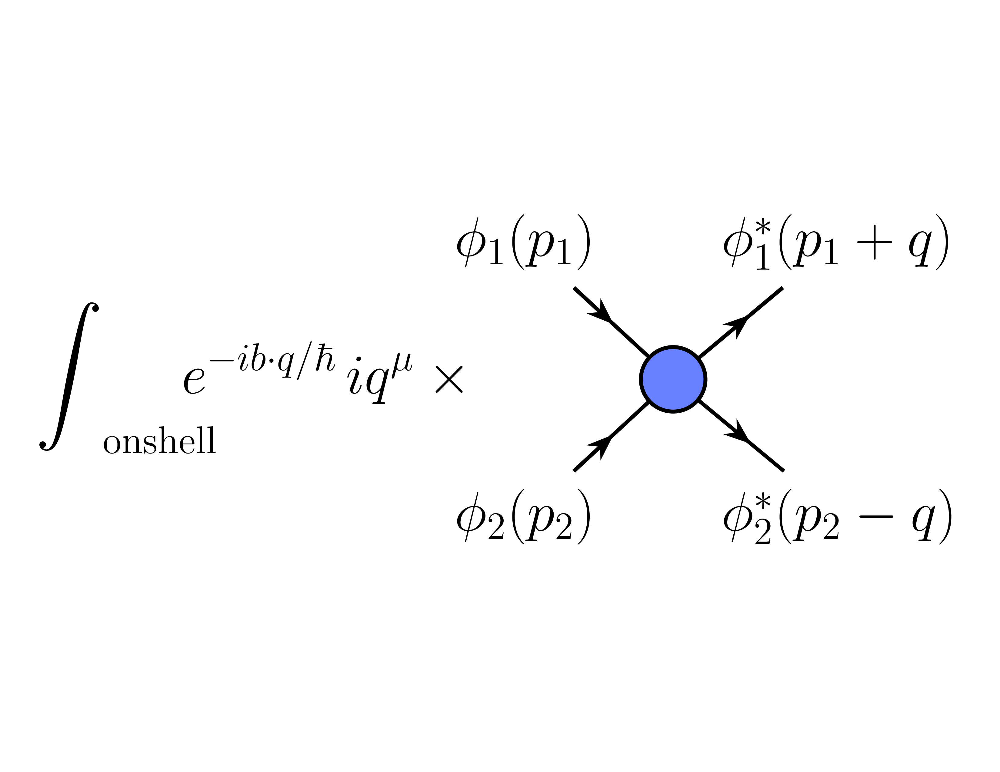 ϕ₁(p₁) ϕ₁*(p₁ + q)
∫ₒₙₛₕₑₗₗ e^{−ib·q/ħ} iq^μ ×
ϕ₂(p₂) ϕ₂*(p₂ − q)